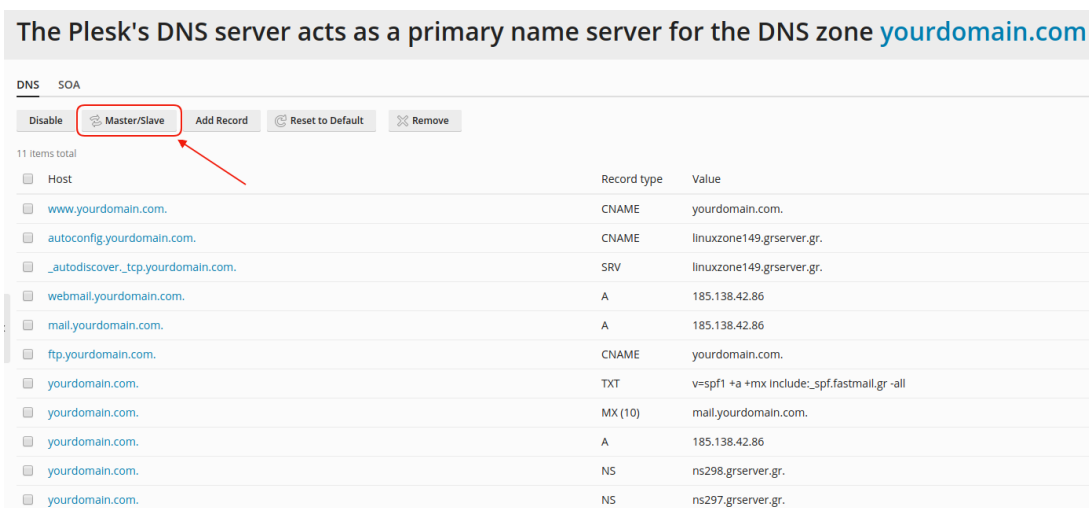 The Plesk's DNS server acts as a primary name server for the DNS zone yourdomain.com
DNS SOA
Disable Master/Slave Add Record Reset to Default Remove
11 items total
Host Record type Value
www.yourdomain.com. CNAME yourdomain.com.
autoconfig.yourdomain.com. CNAME linuxzone149.grserver.gr.
_autodiscover._tcp.yourdomain.com. SRV linuxzone149.grserver.gr.
webmail.yourdomain.com. A 185.138.42.86
mail.yourdomain.com. A 185.138.42.86
ftp.yourdomain.com. CNAME yourdomain.com.
yourdomain.com. TXT v=spf1 +a +mx include:_spf.fastmail.gr -all
yourdomain.com. MX (10) mail.yourdomain.com.
yourdomain.com. A 185.138.42.86
yourdomain.com. NS ns298.grserver.gr.
yourdomain.com. NS ns297.grserver.gr.